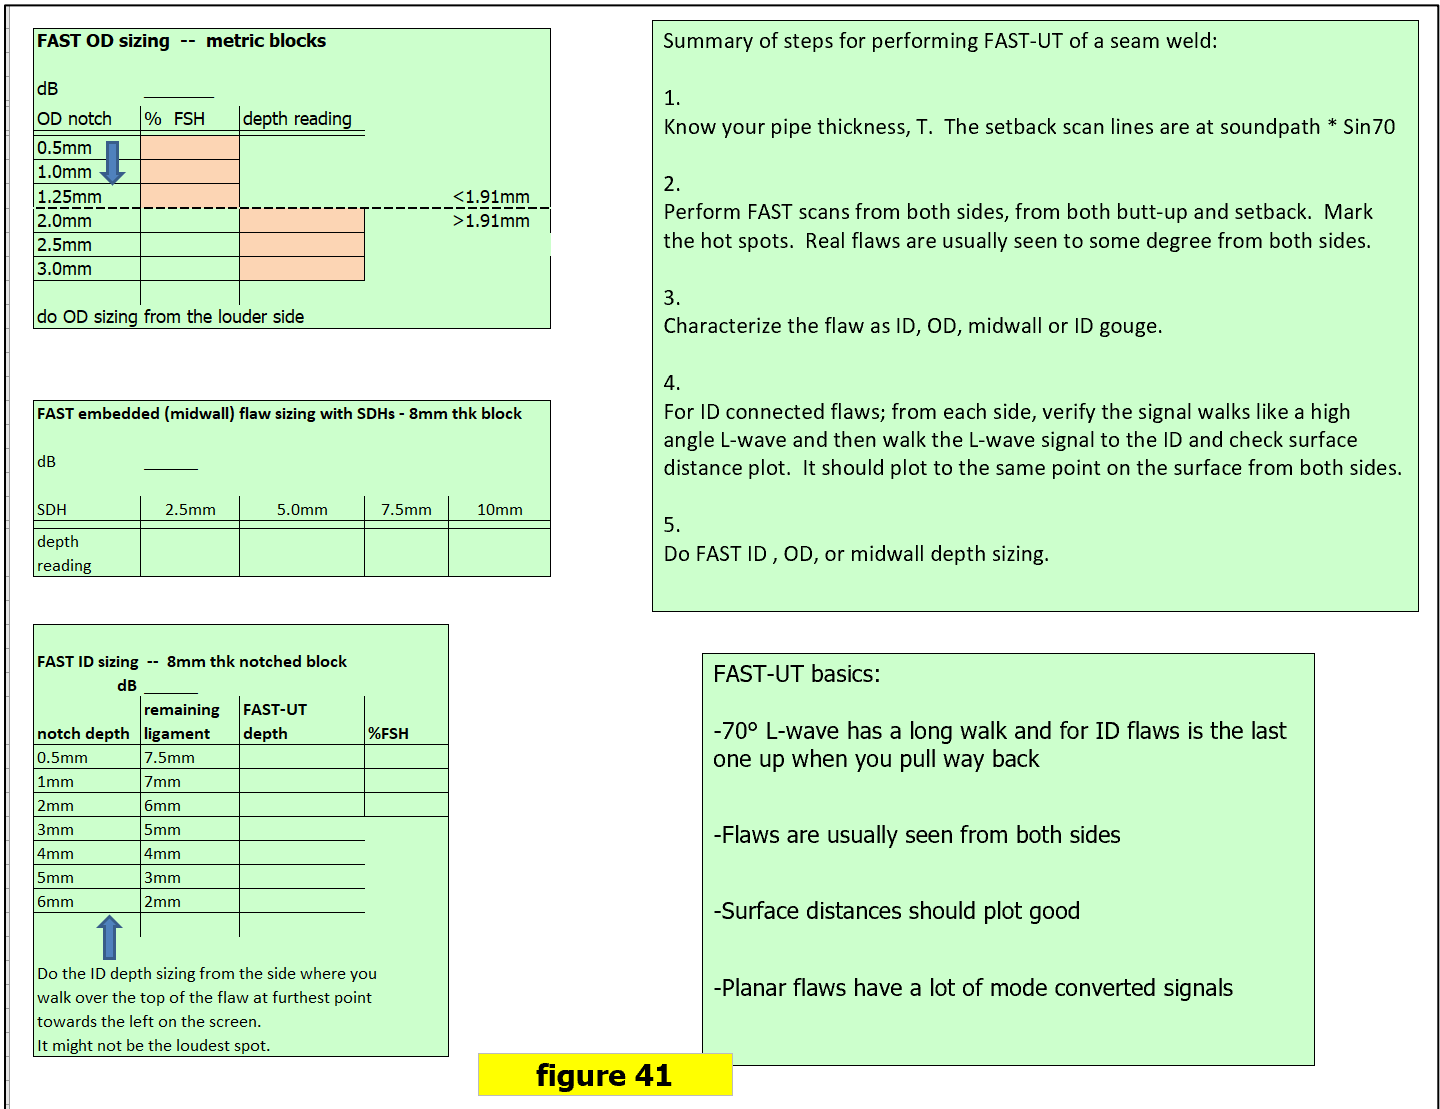 FAST OD sizing -- metric blocks
dB ________
OD notch % FSH depth reading
0.5mm
1.0mm
1.25mm <1.91mm
2.0mm >1.91mm
2.5mm
3.0mm
do OD sizing from the louder side
FAST embedded (midwall) flaw sizing with SDHs - 8mm thk block
dB ______
SDH 2.5mm 5.0mm 7.5mm 10mm
depth
reading
FAST ID sizing -- 8mm thk notched block
dB ______
remaining FAST-UT
notch depth ligament depth %FSH
0.5mm 7.5mm
1mm 7mm
2mm 6mm
3mm 5mm
4mm 4mm
5mm 3mm
6mm 2mm
Do the ID depth sizing from the side where you
walk over the top of the flaw at furthest point
towards the left on the screen.
It might not be the loudest spot.
Summary of steps for performing FAST-UT of a seam weld:
1.
Know your pipe thickness, T. The setback scan lines are at soundpath * Sin70
2.
Perform FAST scans from both sides, from both butt-up and setback. Mark
the hot spots. Real flaws are usually seen to some degree from both sides.
3.
Characterize the flaw as ID, OD, midwall or ID gouge.
4.
For ID connected flaws; from each side, verify the signal walks like a high
angle L-wave and then walk the L-wave signal to the ID and check surface
distance plot. It should plot to the same point on the surface from both sides.
5.
Do FAST ID , OD, or midwall depth sizing.
FAST-UT basics:
-70º L-wave has a long walk and for ID flaws is the last
one up when you pull way back
-Flaws are usually seen from both sides
-Surface distances should plot good
-Planar flaws have a lot of mode converted signals
figure 41